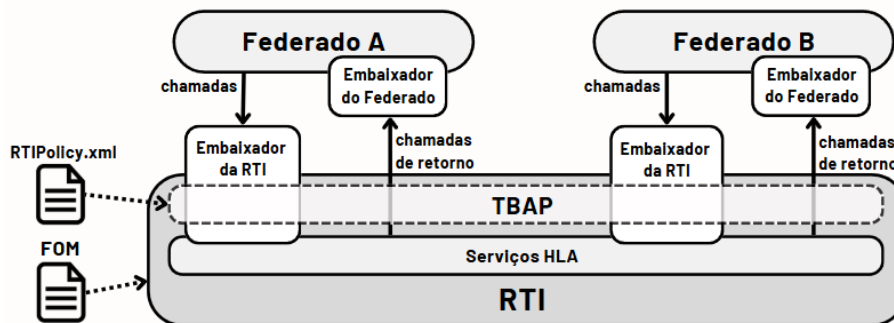 Federado A
Federado B
chamadas
Embaixador
do Federado
chamadas
Embaixador
do Federado
RTIPolicy.xml
Embaixador
da RTI
chamadas
de retorno
Embaixador
da RTI
chamadas
de retorno
TBAP
FOM
Serviços HLA
RTI